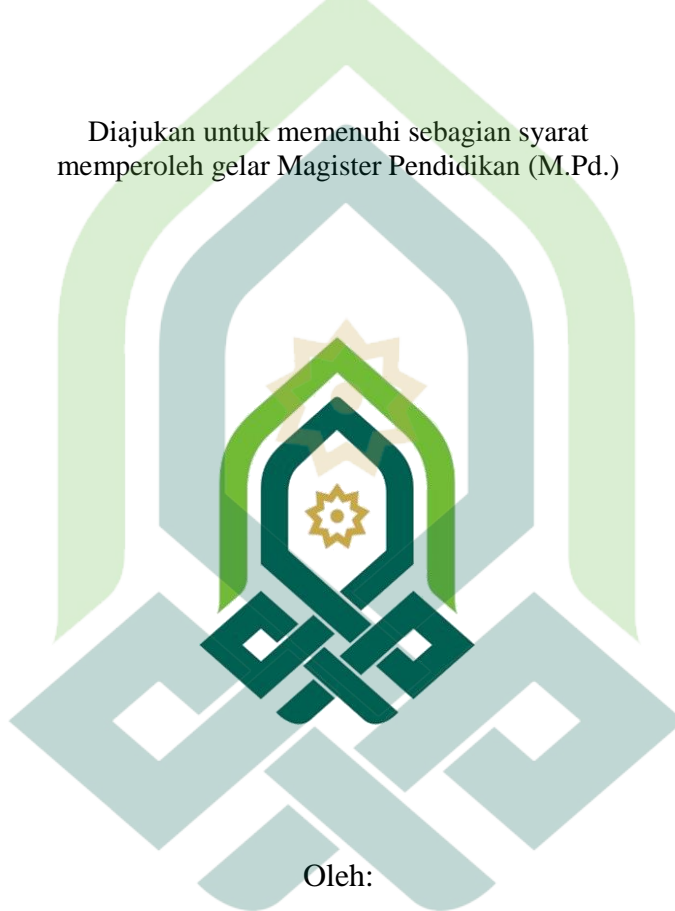 Diajukan untuk memenuhi sebagian syarat
memperoleh gelar Magister Pendidikan (M.Pd.)
Oleh: